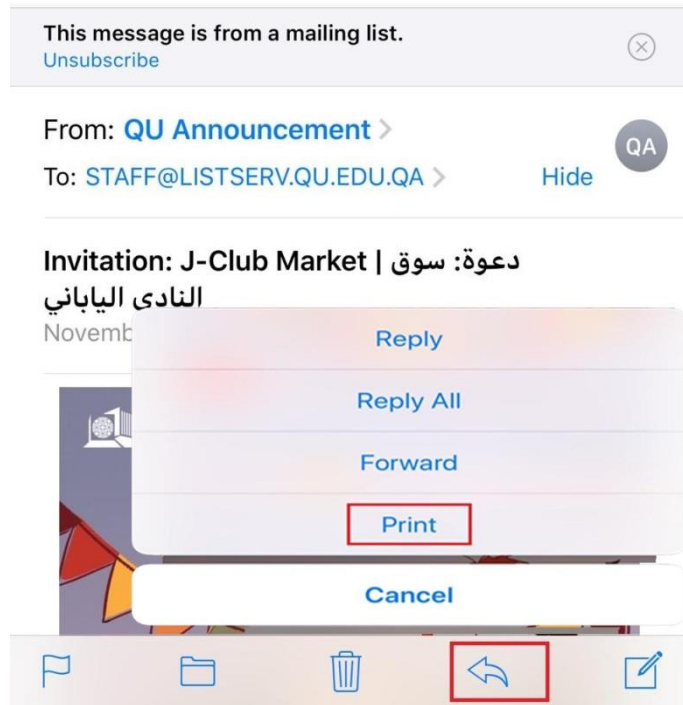 This message is from a mailing list.
Unsubscribe
From: QU Announcement
QA
To: STAFF@LISTSERV.QU.EDU.QA
Hide
Invitation: J-Club Market | دعوة: سوق
النادي الياباني
Novemb
Reply
Reply All
Forward
Print
Cancel